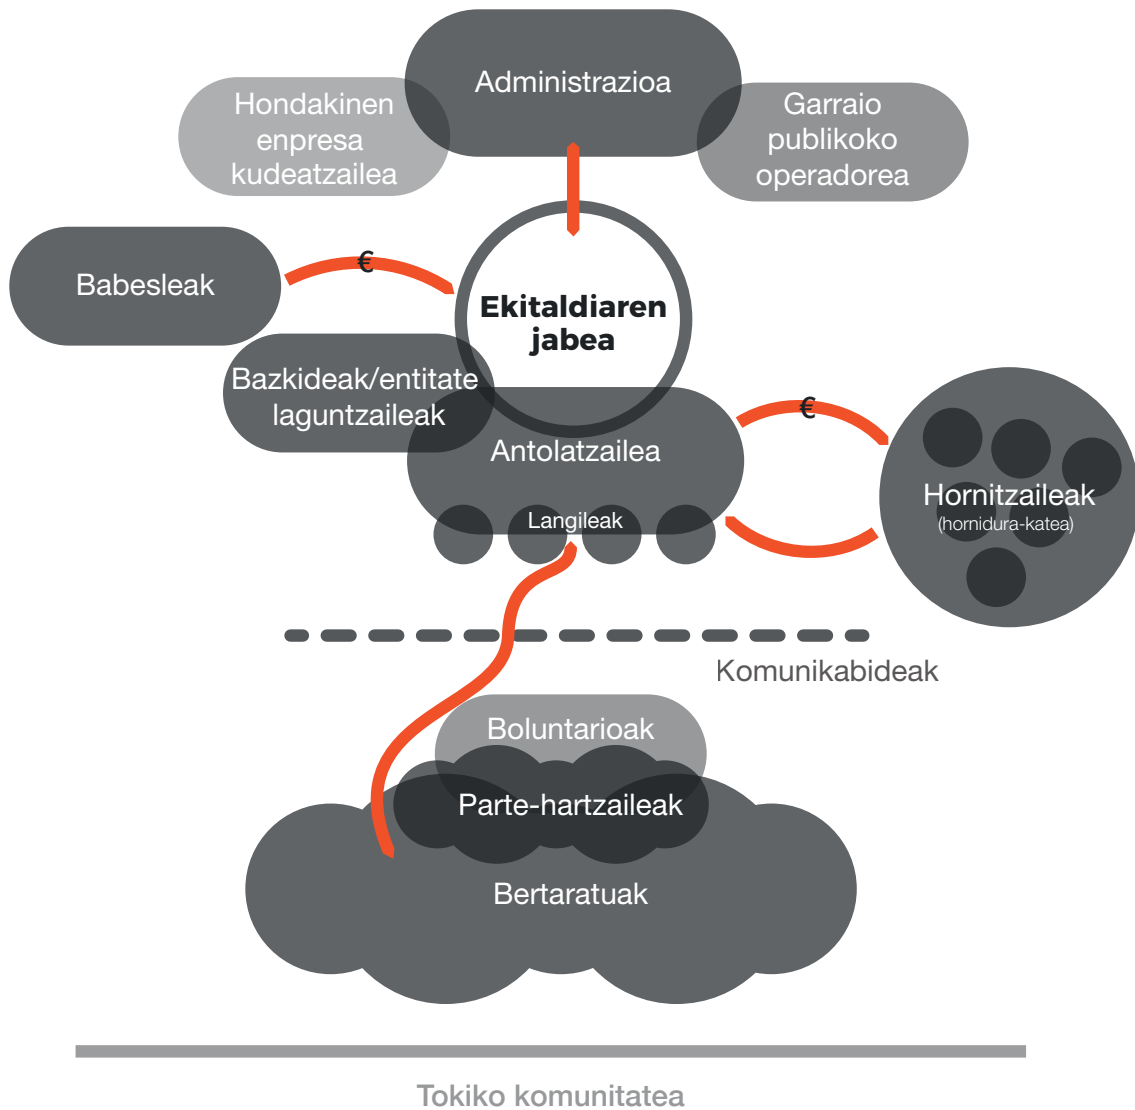 Administrazioa
Hondakinen
enpresa
kudeatzailea
Garraio
publikoko
operadorea
€
Babesleak
Ekitaldiaren
jabea
Bazkideak/entitate
laguntzaileak
€
Antolatzailea
Hornitzaileak
(hornidura-katea)
Langileak
Komunikabideak
Boluntarioak
Parte-hartzaileak
Bertaratuak
Tokiko komunitatea